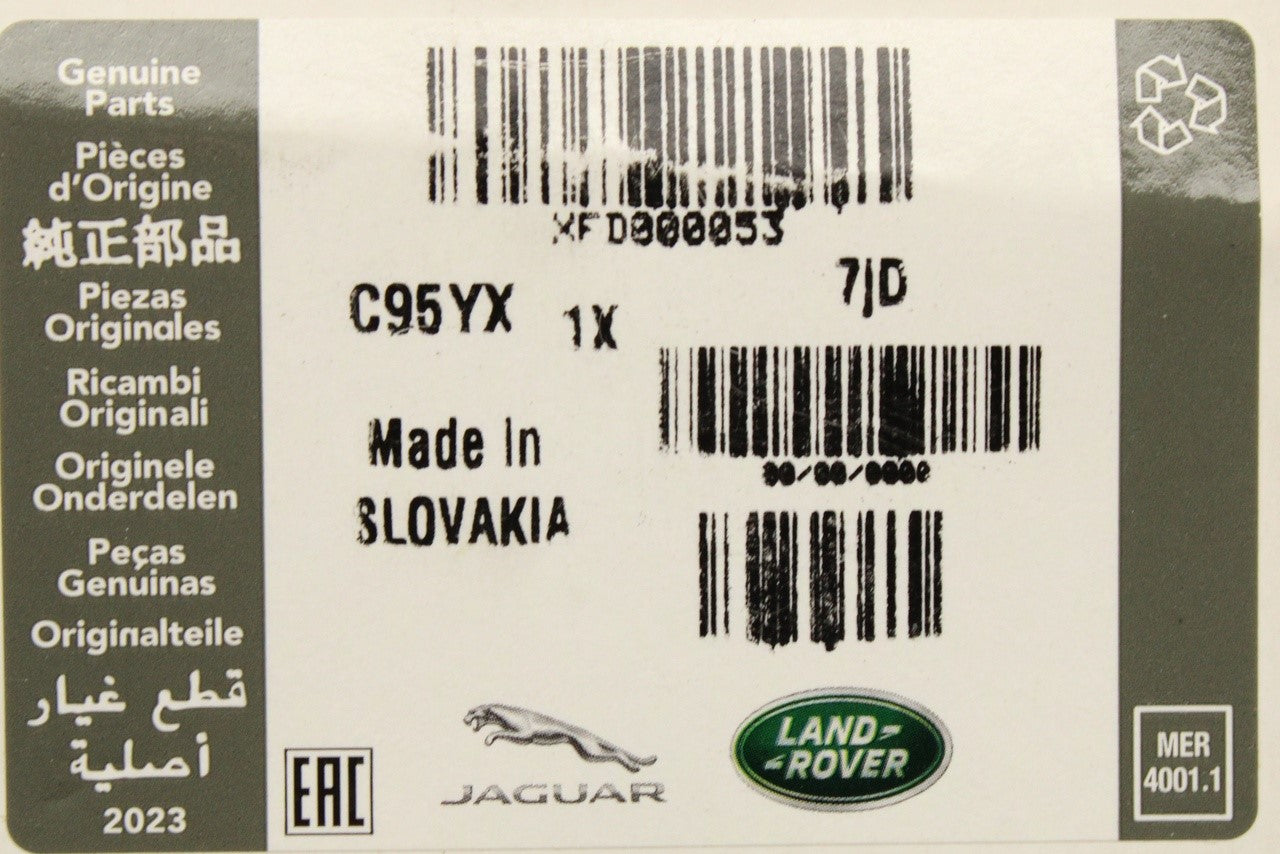 Genuine
Parts
Pièces
d'Origine
純正部品
Piezas
Originales
Ricambi
Originali
Originele
Onderdelen
Peças
Genuinas
Originalteile
قطع غيار
أصلية
2023
XFD000053
C95YX
1X
7|D
Made In
SLOVAKIA
00/00/0000
EAC
JAGUAR
LAND
ROVER
MER
4001.1